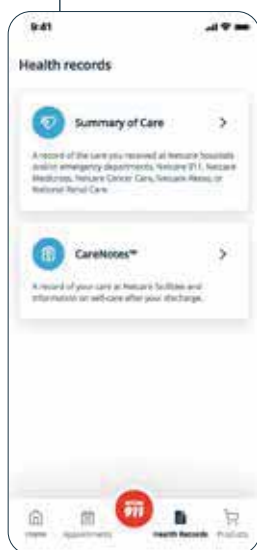 9:41
Health records
Summary of Care
A record of the care you received at Netcare hospitals
and/or emergency departments, Netcare 911, Netcare
Medicross, Netcare Cancer Care, Netcare Akeso, or
National Renal Care.
CareNotes™
A record of your care at Netcare facilities and
information on self-care after your discharge.
911
Home Appointments Health Records Products